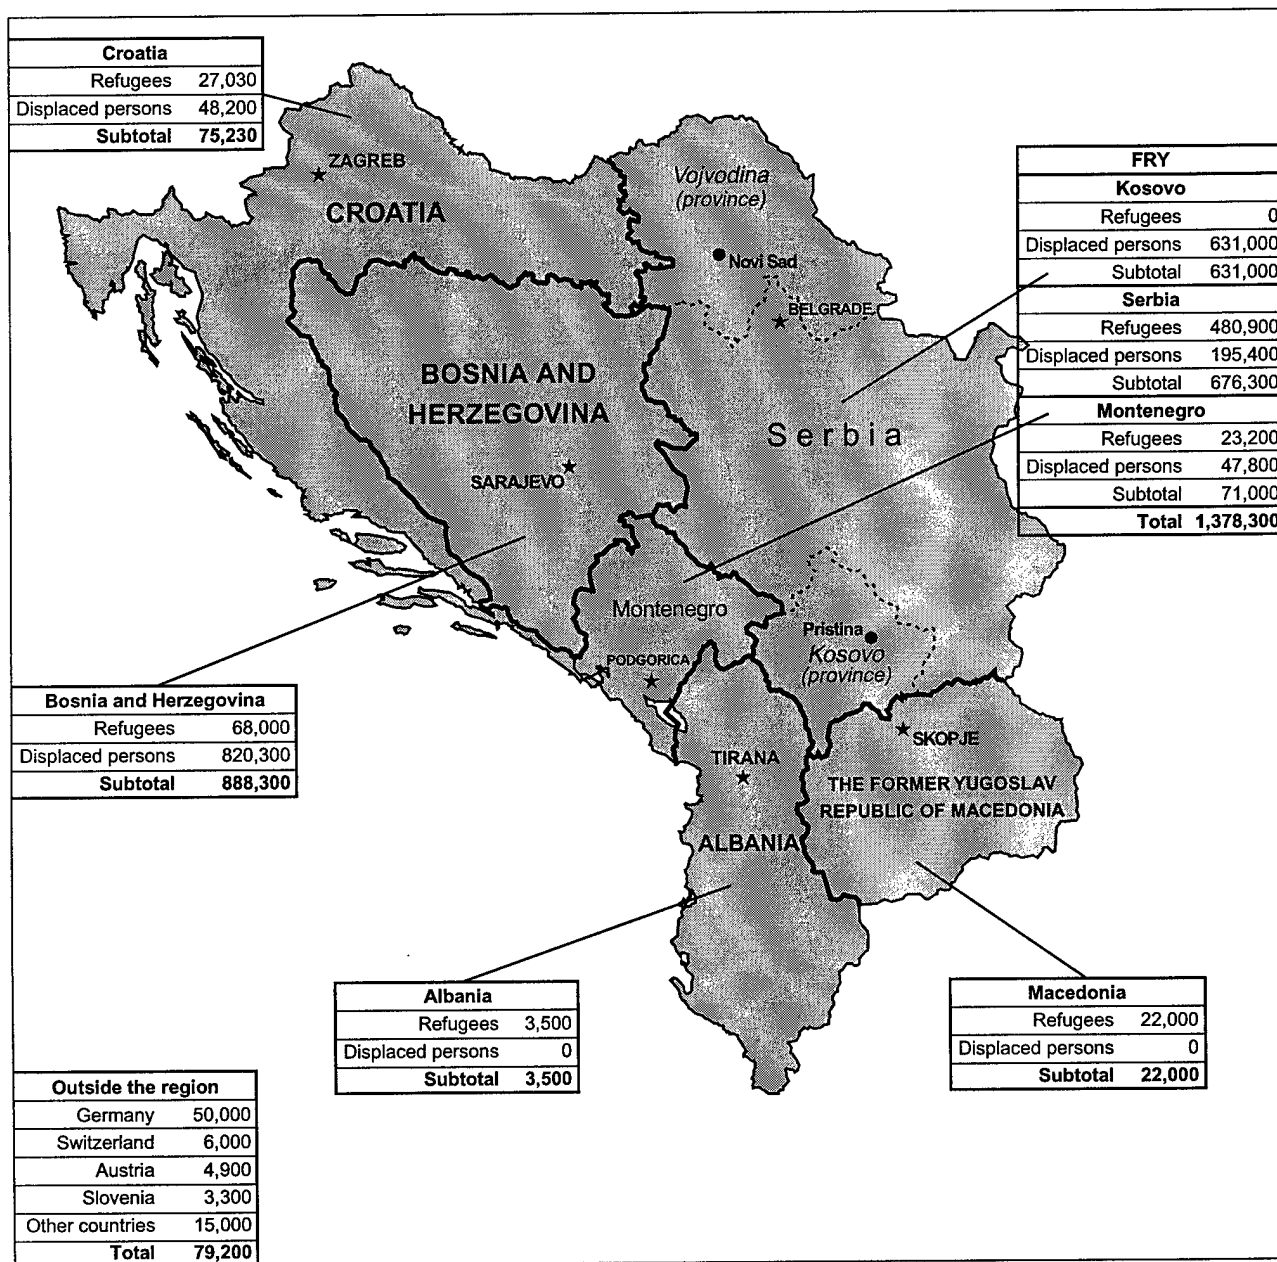 Croatia
Refugees 27,030
Displaced persons 48,200
Subtotal 75,230
ZAGREB
CROATIA
Vojvodina
(province)
Novi Sad
BELGRADE
FRY
Kosovo
Refugees 0
Displaced persons 631,000
Subtotal 631,000
Serbia
Refugees 480,900
Displaced persons 195,400
Subtotal 676,300
Montenegro
Refugees 23,200
Displaced persons 47,800
Subtotal 71,000
Total 1,378,300
BOSNIA AND
HERZEGOVINA
SARAJEVO
Serbia
Montenegro
PODGORICA
Pristina
Kosovo
(province)
Bosnia and Herzegovina
Refugees 68,000
Displaced persons 820,300
Subtotal 888,300
TIRANA
ALBANIA
SKOPJE
THE FORMER YUGOSLAV
REPUBLIC OF MACEDONIA
Albania
Refugees 3,500
Displaced persons 0
Subtotal 3,500
Macedonia
Refugees 22,000
Displaced persons 0
Subtotal 22,000
Outside the region
Germany 50,000
Switzerland 6,000
Austria 4,900
Slovenia 3,300
Other countries 15,000
Total 79,200